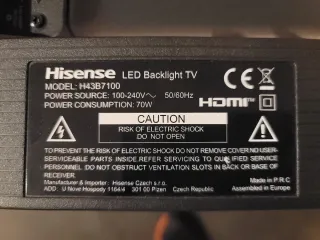 Hisense LED Backlight TV
MODEL: H43B7100
POWER SOURCE: 100-240V~ 50/60Hz
POWER CONSUMPTION: 70W
CE
HDMI™
CAUTION
RISK OF ELECTRIC SHOCK
DO NOT OPEN
TO PREVENT THE RISK OF ELECTRIC SHOCK DO NOT REMOVE COVER.NO USER-
SERVICEABLE PARTS INSIDE REFER SERVICING TO QUALIFIED SERVICE
PERSONNEL. DO NOT OBSTRUCT VENTILATION SLOTS IN BACK OR BASE OF
RECEIVER.
Manufacturer & Importer: Hisense Czech s.r.o.
ADD: U Nové Hospody 1164/4 301 00 Plzen Czech Republic
Made in P R C
Assembled in Europe